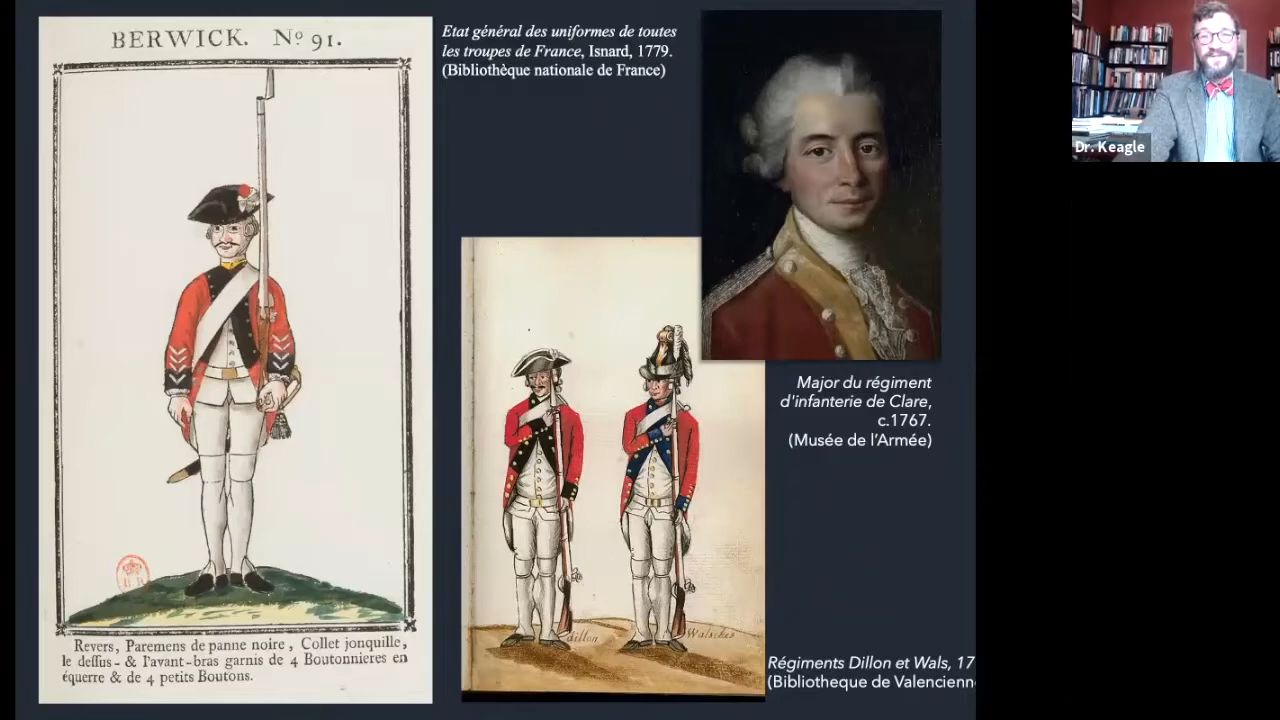 BERWICK. Nº 91.
Etat général des uniformes de toutes
les troupes de France, Isnard, 1779.
(Bibliothèque nationale de France)
Dr. Keagle
Major du régiment
d'infanterie de Clare,
c.1767.
(Musée de l'Armée)
dillon
Revers, Paremens de panne noire, Collet jonquille,
le dessus - & l'avant-bras garnis de 4 Boutonnieres en
équerre & de 4 petits Boutons.
Régiments Dillon et Wals, 17
(Bibliotheque de Valencienn